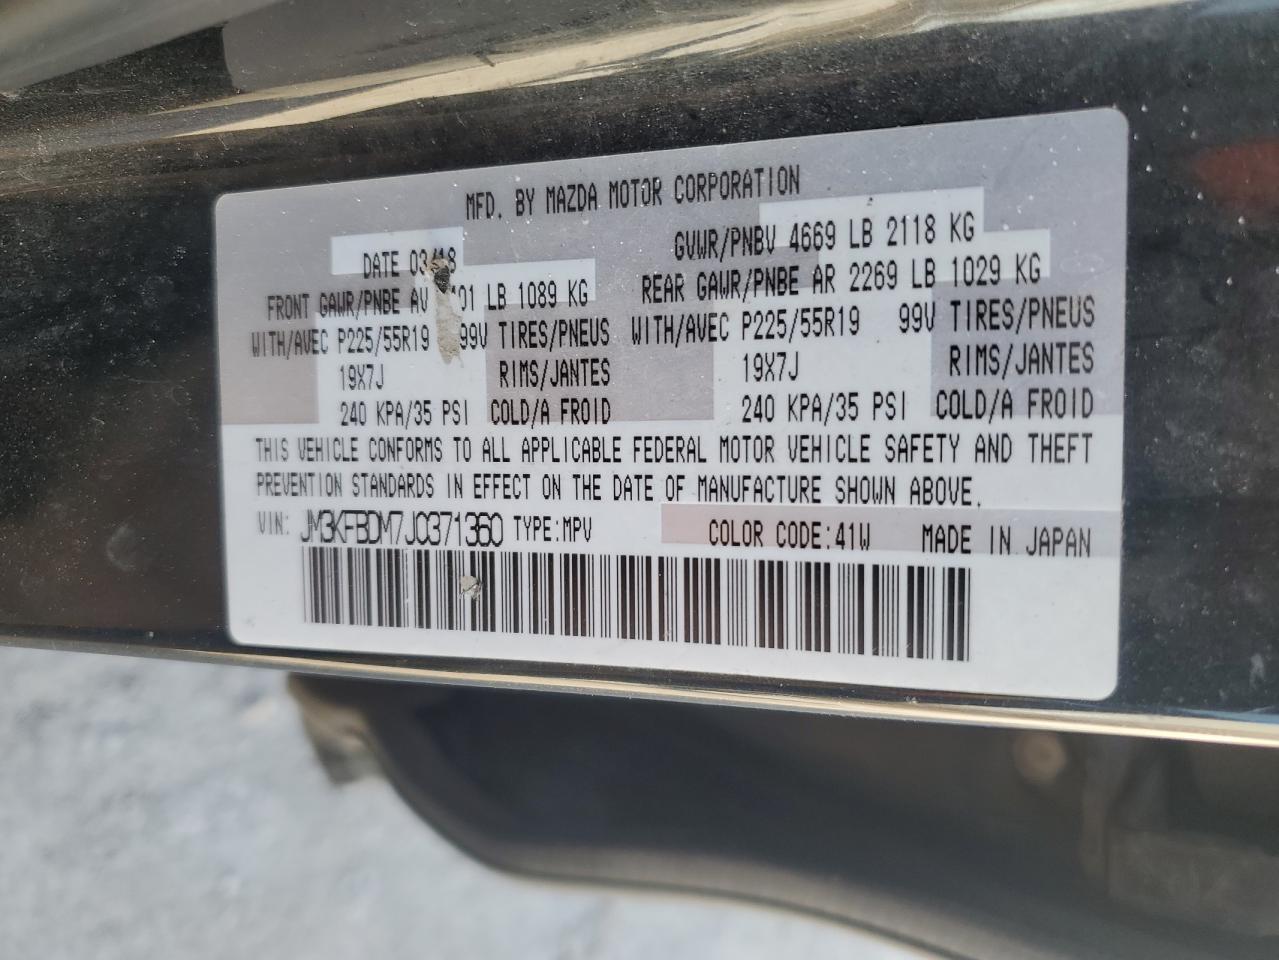 MFD. BY MAZDA MOTOR CORPORATION
DATE 03/18 GVWR/PNBV 4669 LB 2118 KG
FRONT GAWR/PNBE AV LB 1089 KG REAR GAWR/PNBE AR 2269 LB 1029 KG
WITH/AVEC P225/55R19 99V TIRES/PNEUS WITH/AVEC P225/55R19 99V TIRES/PNEUS
19X7J RIMS/JANTES 19X7J RIMS/JANTES
240 KPA/35 PSI COLD/A FROID 240 KPA/35 PSI COLD/A FROID
THIS VEHICLE CONFORMS TO ALL APPLICABLE FEDERAL MOTOR VEHICLE SAFETY AND THEFT
PREVENTION STANDARDS IN EFFECT ON THE DATE OF MANUFACTURE SHOWN ABOVE.
VIN: JM3KFBDM7J0371360 TYPE:MPV COLOR CODE:41W MADE IN JAPAN